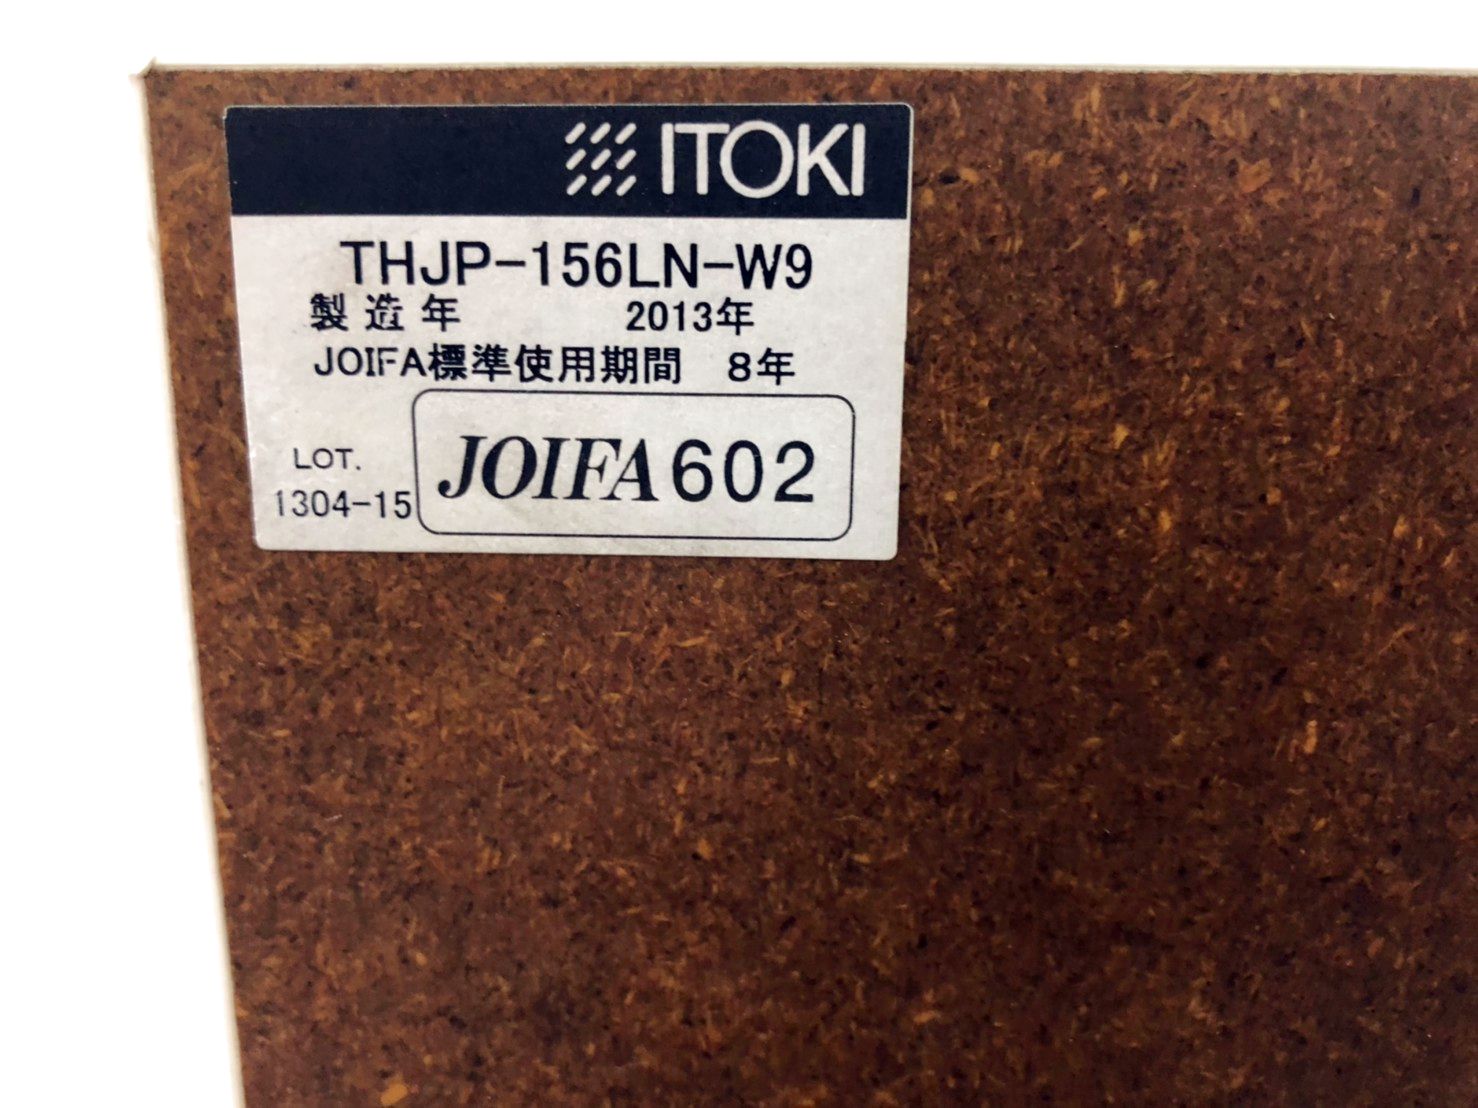 ITOKI
THJP-156LN-W9
製造年 2013年
JOIFA標準使用期間 8年
LOT.
1304-15
JOIFA602